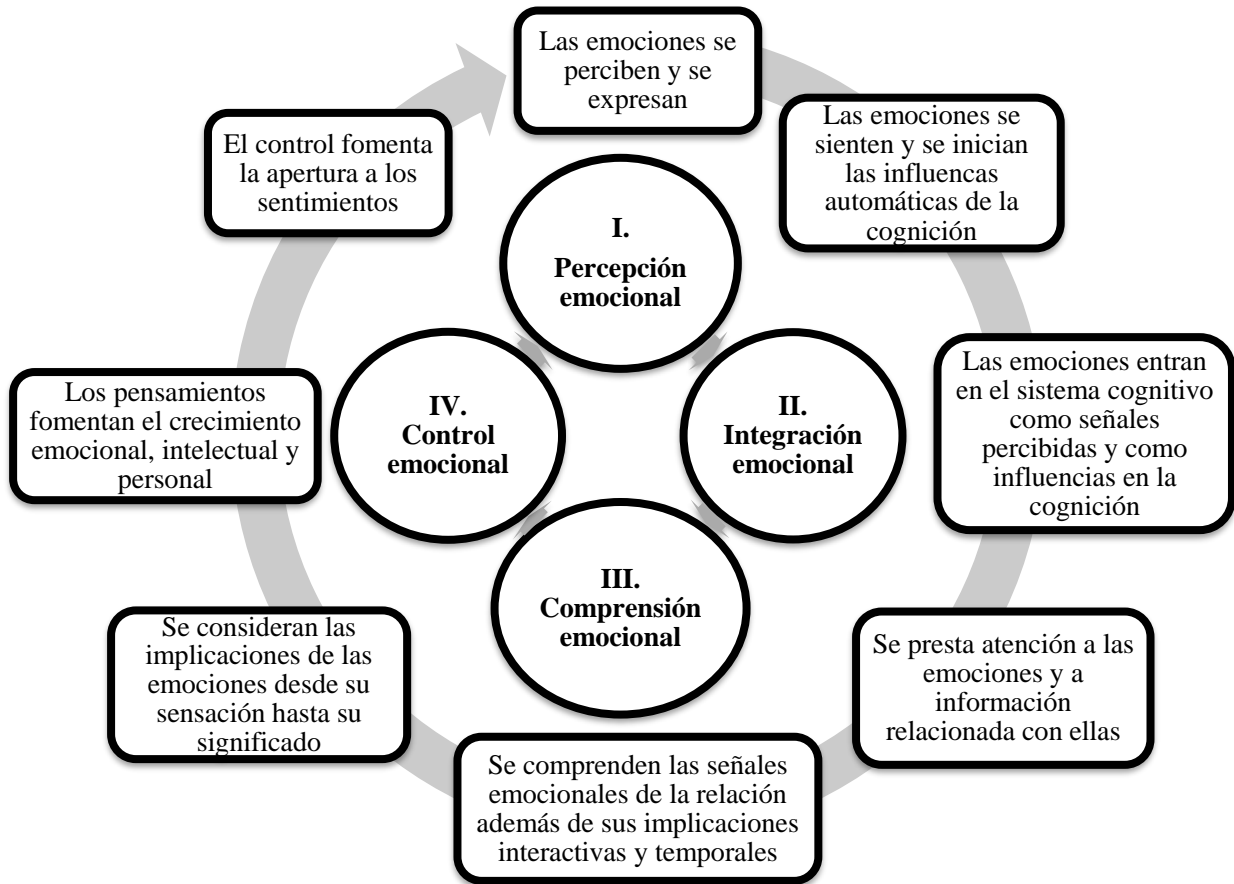 Las emociones se
perciben y se
expresan
Las emociones se
sienten y se inician
las influencas
automáticas de la
cognición
Las emociones entran
en el sistema cognitivo
como señales
percibidas y como
influencias en la
cognición
Se presta atención a las
emociones y a
información
relacionada con ellas
Se comprenden las señales
emocionales de la relación
además de sus implicaciones
interactivas y temporales
Se consideran las
implicaciones de las
emociones desde su
sensación hasta su
significado
Los pensamientos
fomentan el crecimiento
emocional, intelectual y
personal
El control fomenta
la apertura a los
sentimientos
I.
Percepción
emocional
II.
Integración
emocional
III.
Comprensión
emocional
IV.
Control
emocional